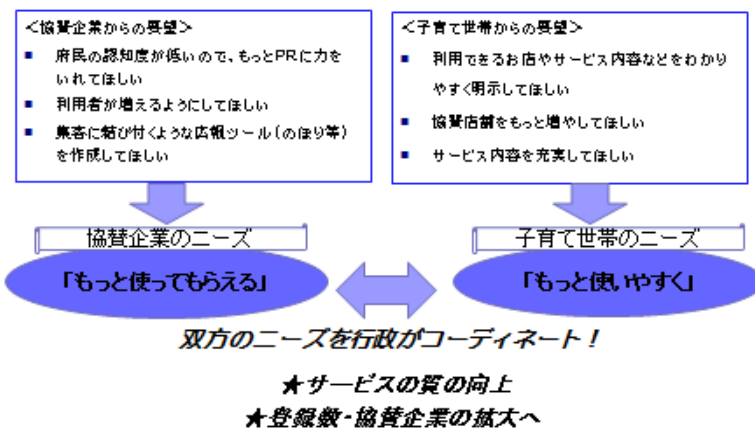 ＜協賛企業からの要望＞
■ 府民の認知度が低いので、もっとPRに力を
いれてほしい
■ 利用者が増えるようにしてほしい
■ 集客に結び付くような広報ツール（のぼり等）
を作成してほしい
＜子育て世帯からの要望＞
■ 利用できるお店やサービス内容などをわかり
やすく明示してほしい
■ 協賛店舗をもっと増やしてほしい
■ サービス内容を充実してほしい
協賛企業のニーズ
「もっと使ってもらえる」
子育て世帯のニーズ
「もっと使いやすく」
双方のニーズを行政がコーディネート！
★サービスの質の向上
★登録数・協賛企業の拡大へ